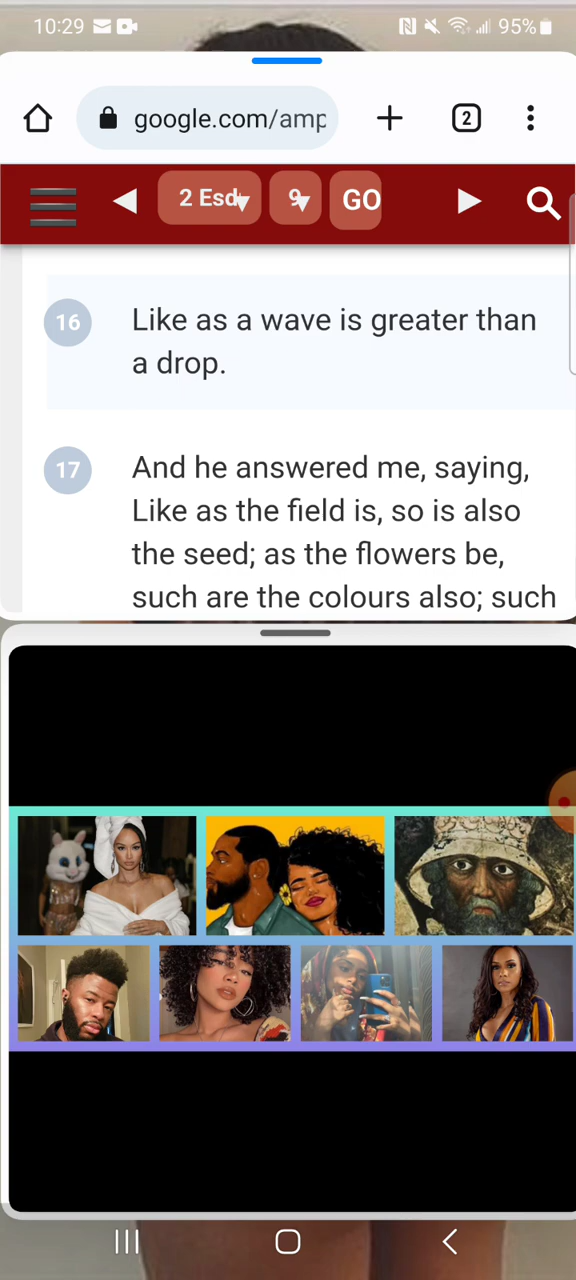 10:29
95%
google.com/amp
2
2 Esd
9
GO
16
Like as a wave is greater than
a drop.
17
And he answered me, saying,
Like as the field is, so is also
the seed; as the flowers be,
such are the colours also; such